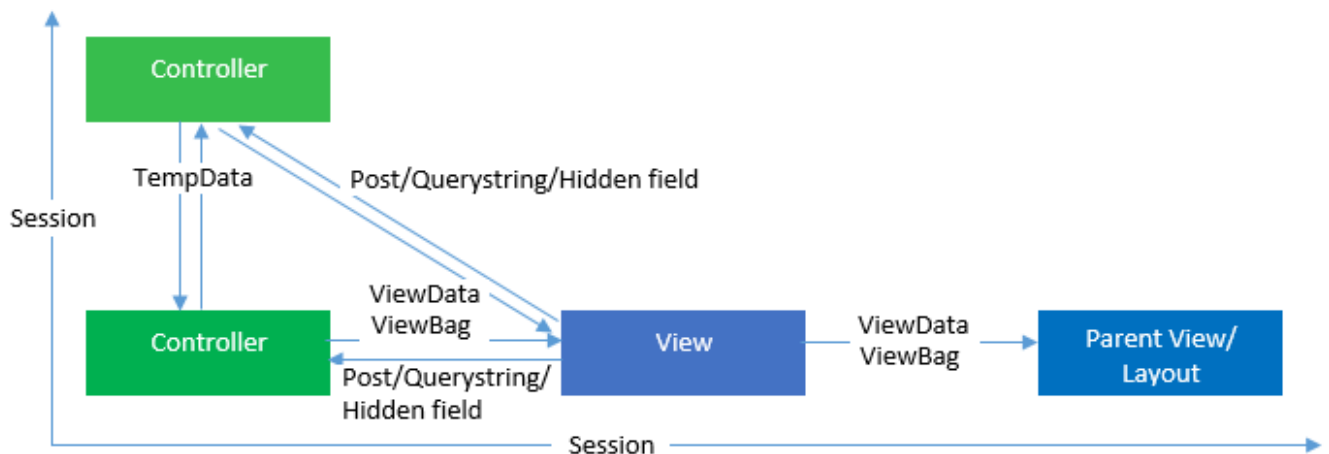 Controller
TempData
Post/Querystring/Hidden field
Session
ViewData
ViewBag
Controller
View
ViewData
ViewBag
Parent View/
Layout
Post/Querystring/
Hidden field
Session